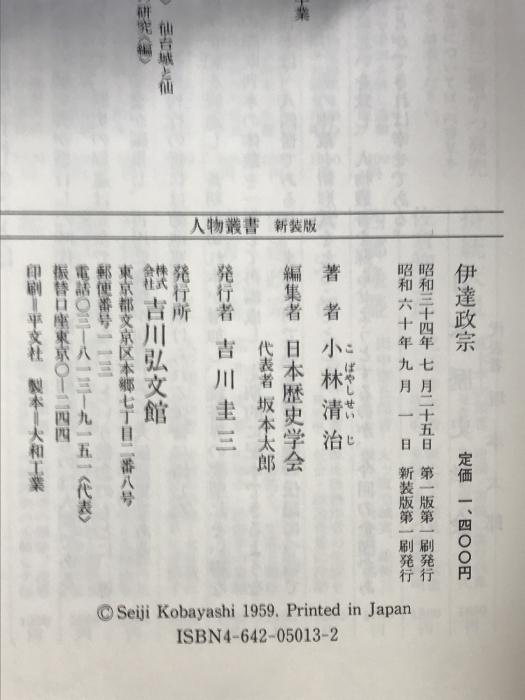 工業
仙台城と仙
研究〈編〉
人物叢書 新装版
伊達政宗
定価 一、四〇〇円
昭和三十四年 七 月二十五日 第一版第一刷発行
昭和六十年 九 月 一 日 新装版第一刷発行
著 者 小林清治
こばやしせいじ
編集者 日本歴史学会
代表者 坂本太郎
発行者 吉川圭三
発行所
株式会社 吉川弘文館
東京都文京区本郷七丁目二番八号
郵便番号一一三
電話〇三―八一三―九一五一〈代表〉
振替口座東京〇―二四四
印刷=平文社 製本=大和工業
©Seiji Kobayashi 1959. Printed in Japan
ISBN4-642-05013-2